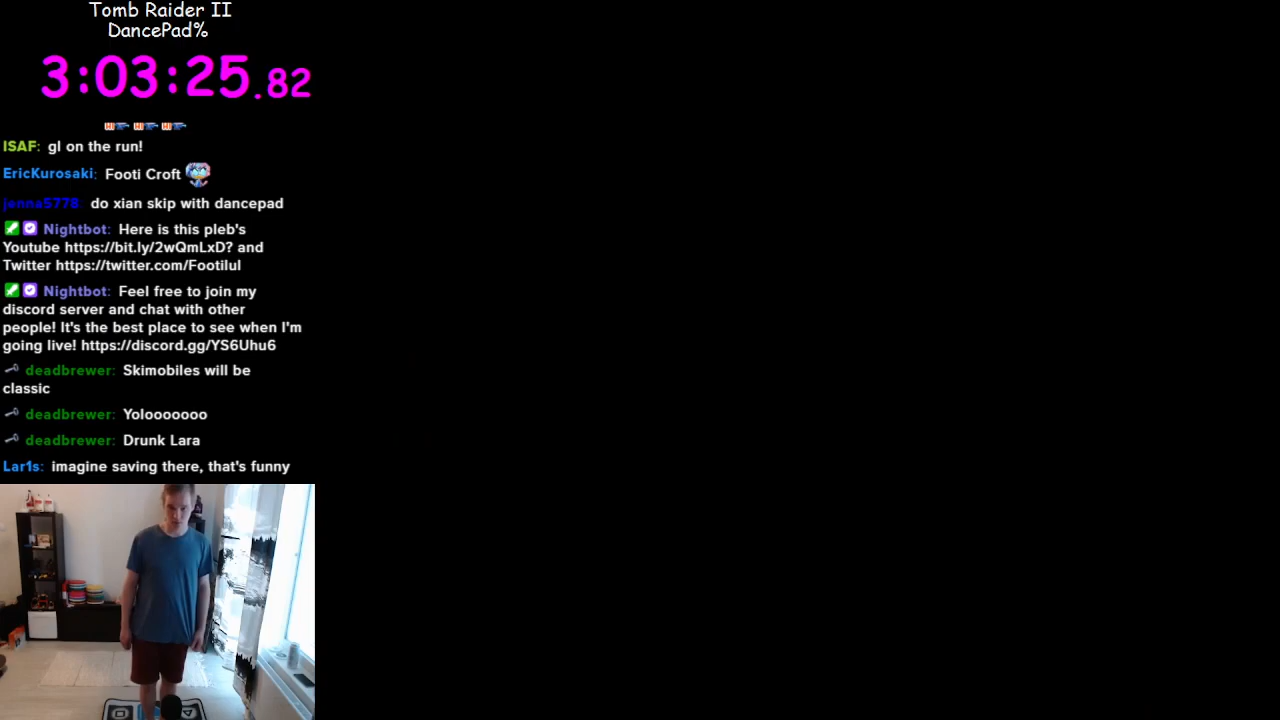 Tomb Raider II
DancePad%
3:03:25.82
ISAF: gl on the run!
EricKurosaki: Footi Croft
jenna5778: do xian skip with dancepad
Nightbot: Here is this pleb's
Youtube https://bit.ly/2wQmLxD? and
Twitter https://twitter.com/Footilul
Nightbot: Feel free to join my
discord server and chat with other
people! It's the best place to see when I'm
going live! https://discord.gg/YS6Uhu6
deadbrewer: Skimobiles will be
classic
deadbrewer: Yolooooooo
deadbrewer: Drunk Lara
Lar1s: imagine saving there, that's funny